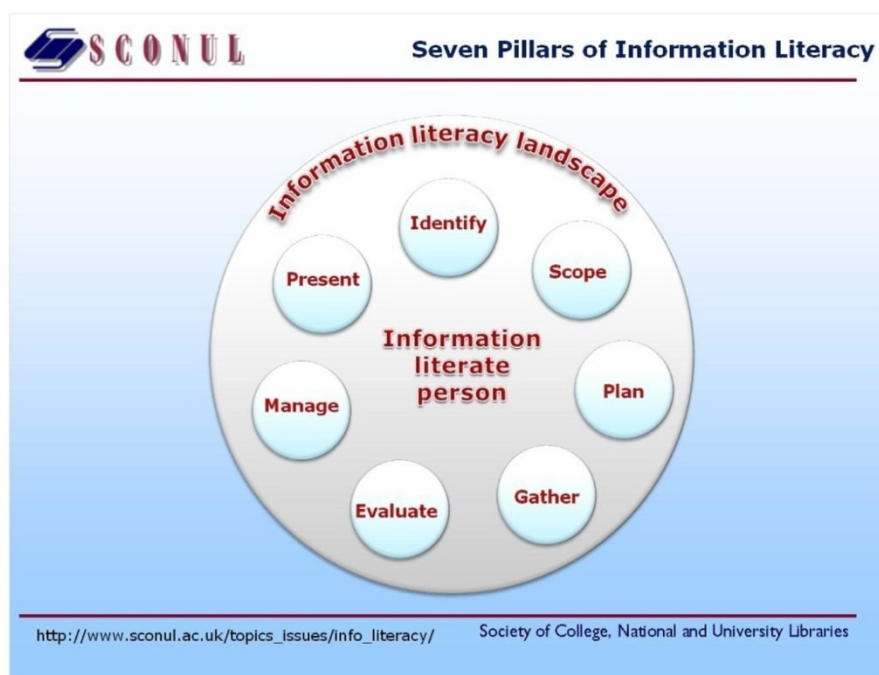 SCONUL
Seven Pillars of Information Literacy
Information literacy landscape
Identify
Scope
Plan
Gather
Evaluate
Manage
Present
Information
literate
person
http://www.sconul.ac.uk/topics_issues/info_literacy/
Society of College, National and University Libraries